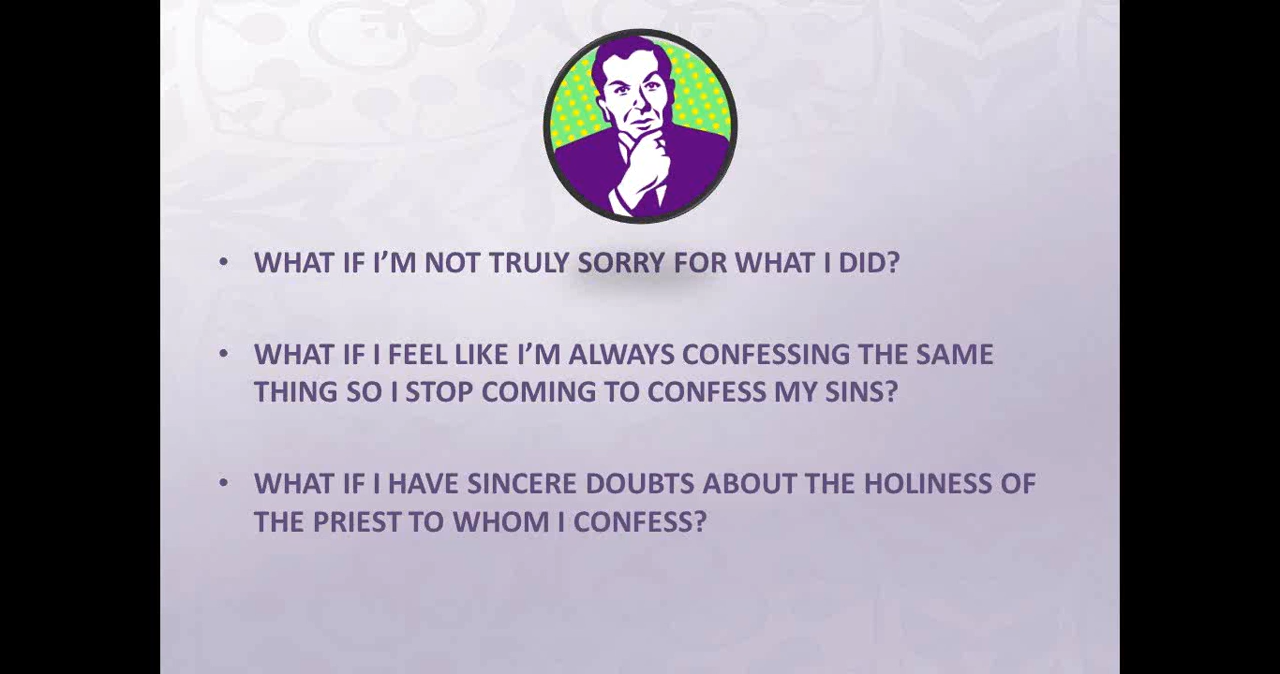 • WHAT IF I’M NOT TRULY SORRY FOR WHAT I DID?
• WHAT IF I FEEL LIKE I’M ALWAYS CONFESSING THE SAME
THING SO I STOP COMING TO CONFESS MY SINS?
• WHAT IF I HAVE SINCERE DOUBTS ABOUT THE HOLINESS OF
THE PRIEST TO WHOM I CONFESS?